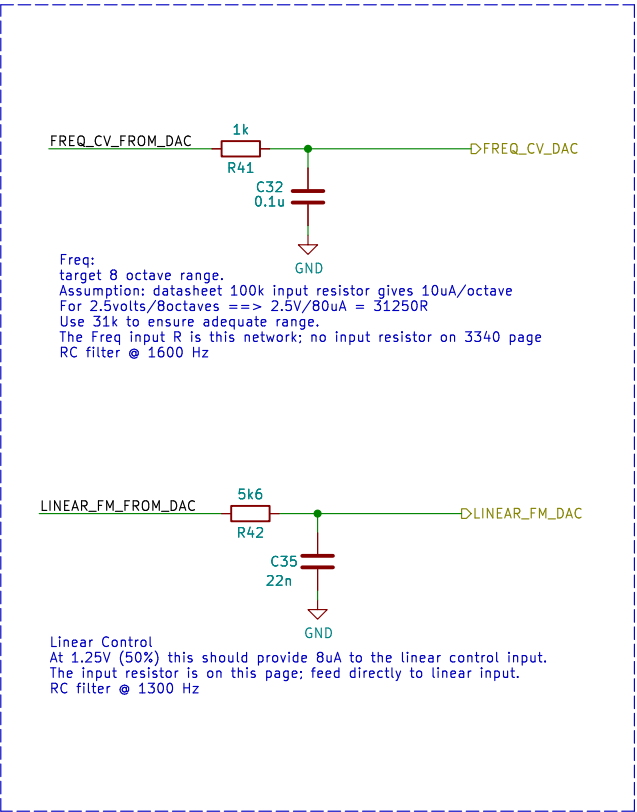 1k
FREQ_CV_FROM_DAC
FREQ_CV_DAC
R41
C32
0.1u
GND
Freq:
target 8 octave range.
Assumption: datasheet 100k input resistor gives 10uA/octave
For 2.5volts/8octaves ==> 2.5V/80uA = 31250R
Use 31k to ensure adequate range.
The Freq input R is this network; no input resistor on 3340 page
RC filter @ 1600 Hz
5k6
LINEAR_FM_FROM_DAC
LINEAR_FM_DAC
R42
C35
22n
GND
Linear Control
At 1.25V (50%) this should provide 8uA to the linear control input.
The input resistor is on this page; feed directly to linear input.
RC filter @ 1300 Hz